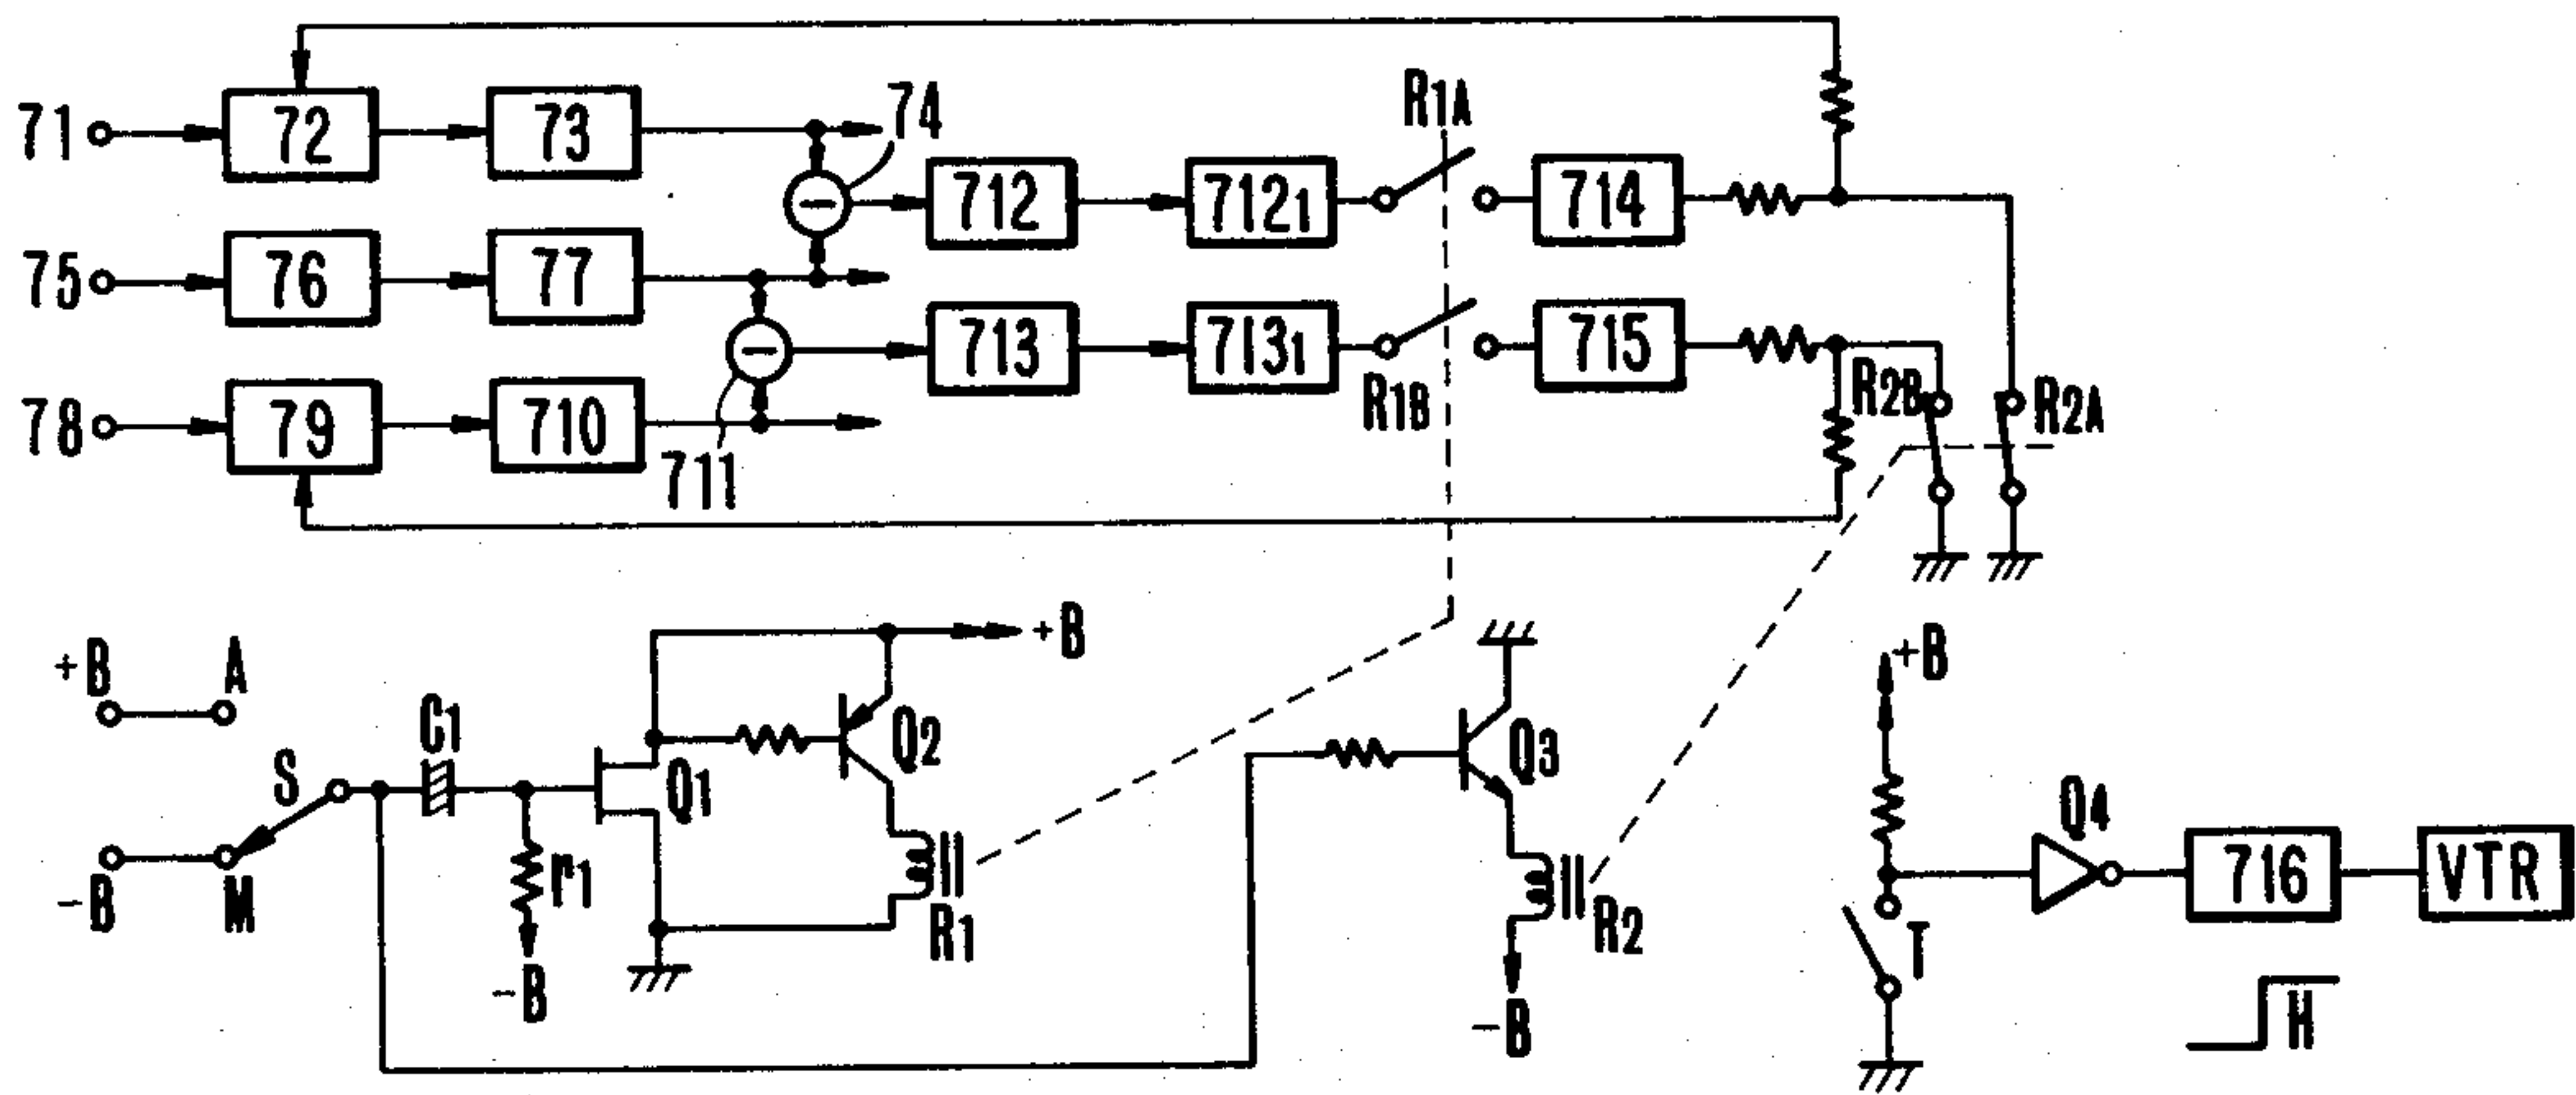 71
72
73
74
712
712₁
R1A
714
75
76
77
713
713₁
R1B
715
R2B
R2A
78
79
710
711
+B
A
S
C1
-B
M
r1
-B
Q1
Q2
+B
R1
Q3
R2
-B
+B
T
Q4
716
VTR
H